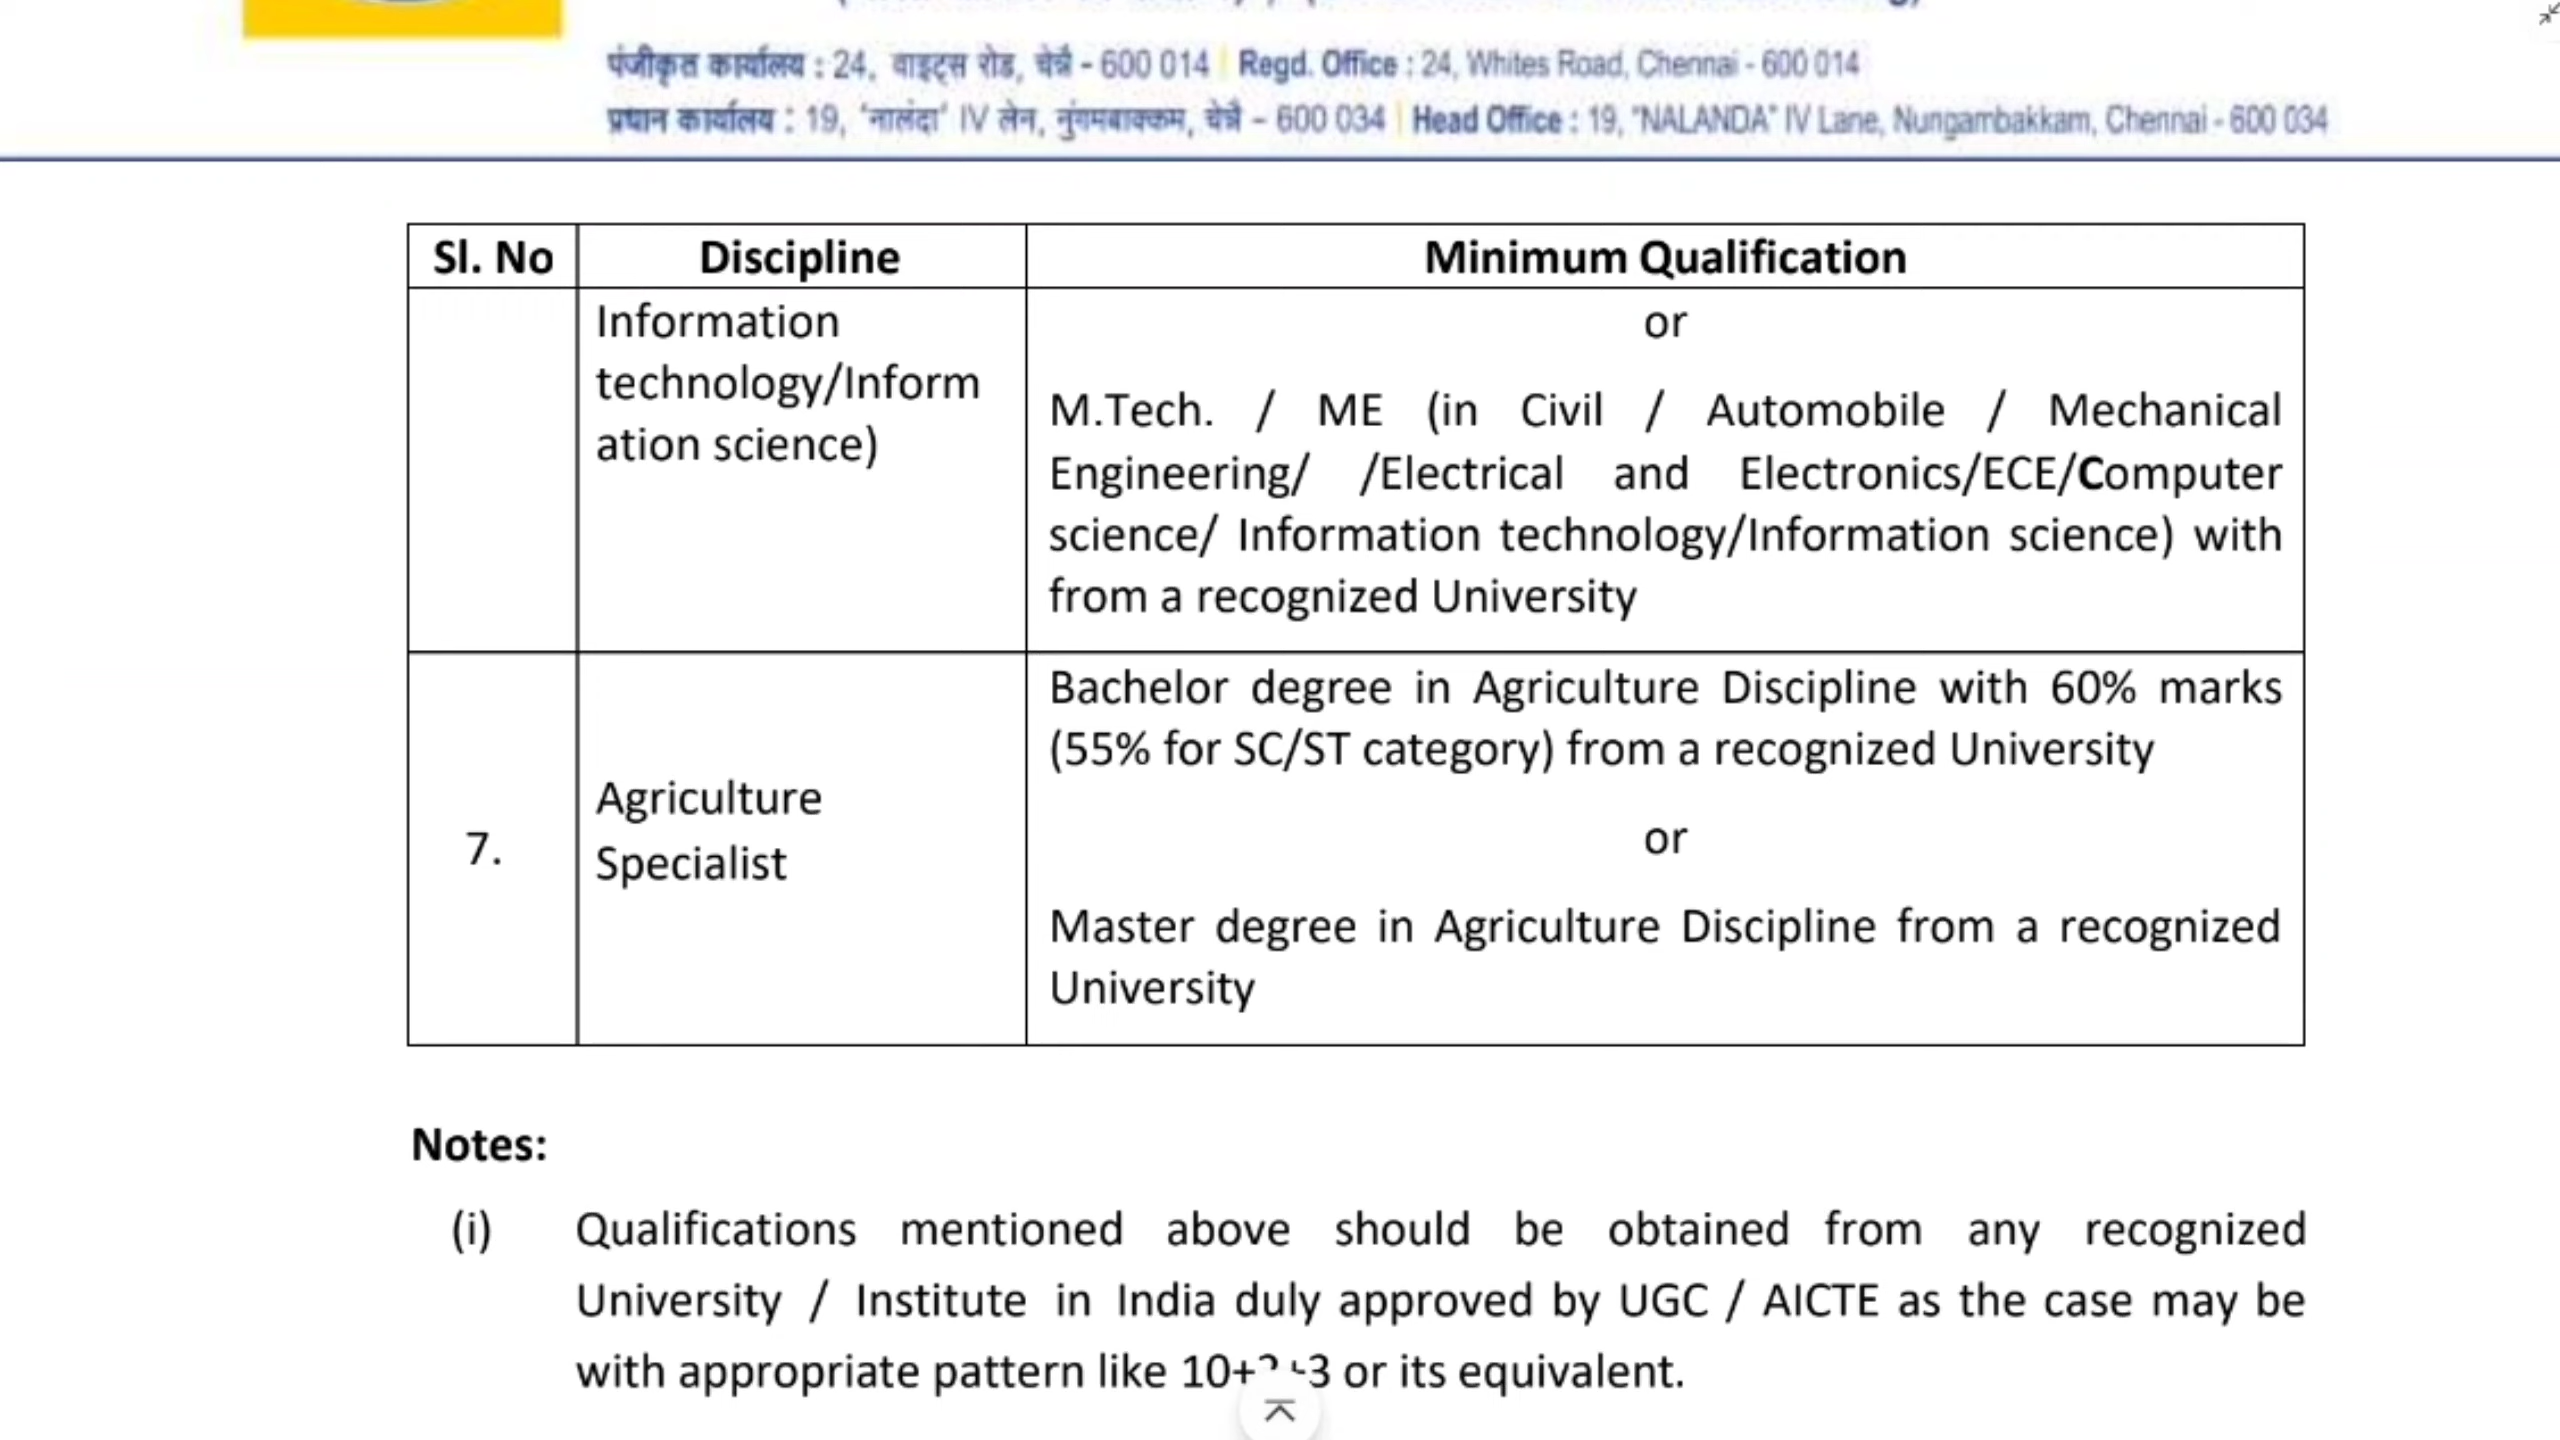 पंजीकृत कार्यालय : 24, वाइट्स रोड, चेन्नै - 600 014 | Regd. Office : 24, Whites Road, Chennai - 600 014
प्रधान कार्यालय : 19, 'नालंदा' IV लेन, नुंगमबाक्कम, चेन्नै – 600 034 | Head Office : 19, "NALANDA" IV Lane, Nungambakkam, Chennai - 600 034
Sl. No Discipline Minimum Qualification
Information
technology/Inform
ation science)
or
M.Tech. / ME (in Civil / Automobile / Mechanical
Engineering/ /Electrical and Electronics/ECE/Computer
science/ Information technology/Information science) with
from a recognized University
7.
Agriculture
Specialist
Bachelor degree in Agriculture Discipline with 60% marks
(55% for SC/ST category) from a recognized University
or
Master degree in Agriculture Discipline from a recognized
University
Notes:
(i) Qualifications mentioned above should be obtained from any recognized
University / Institute in India duly approved by UGC / AICTE as the case may be
with appropriate pattern like 10+2+3 or its equivalent.